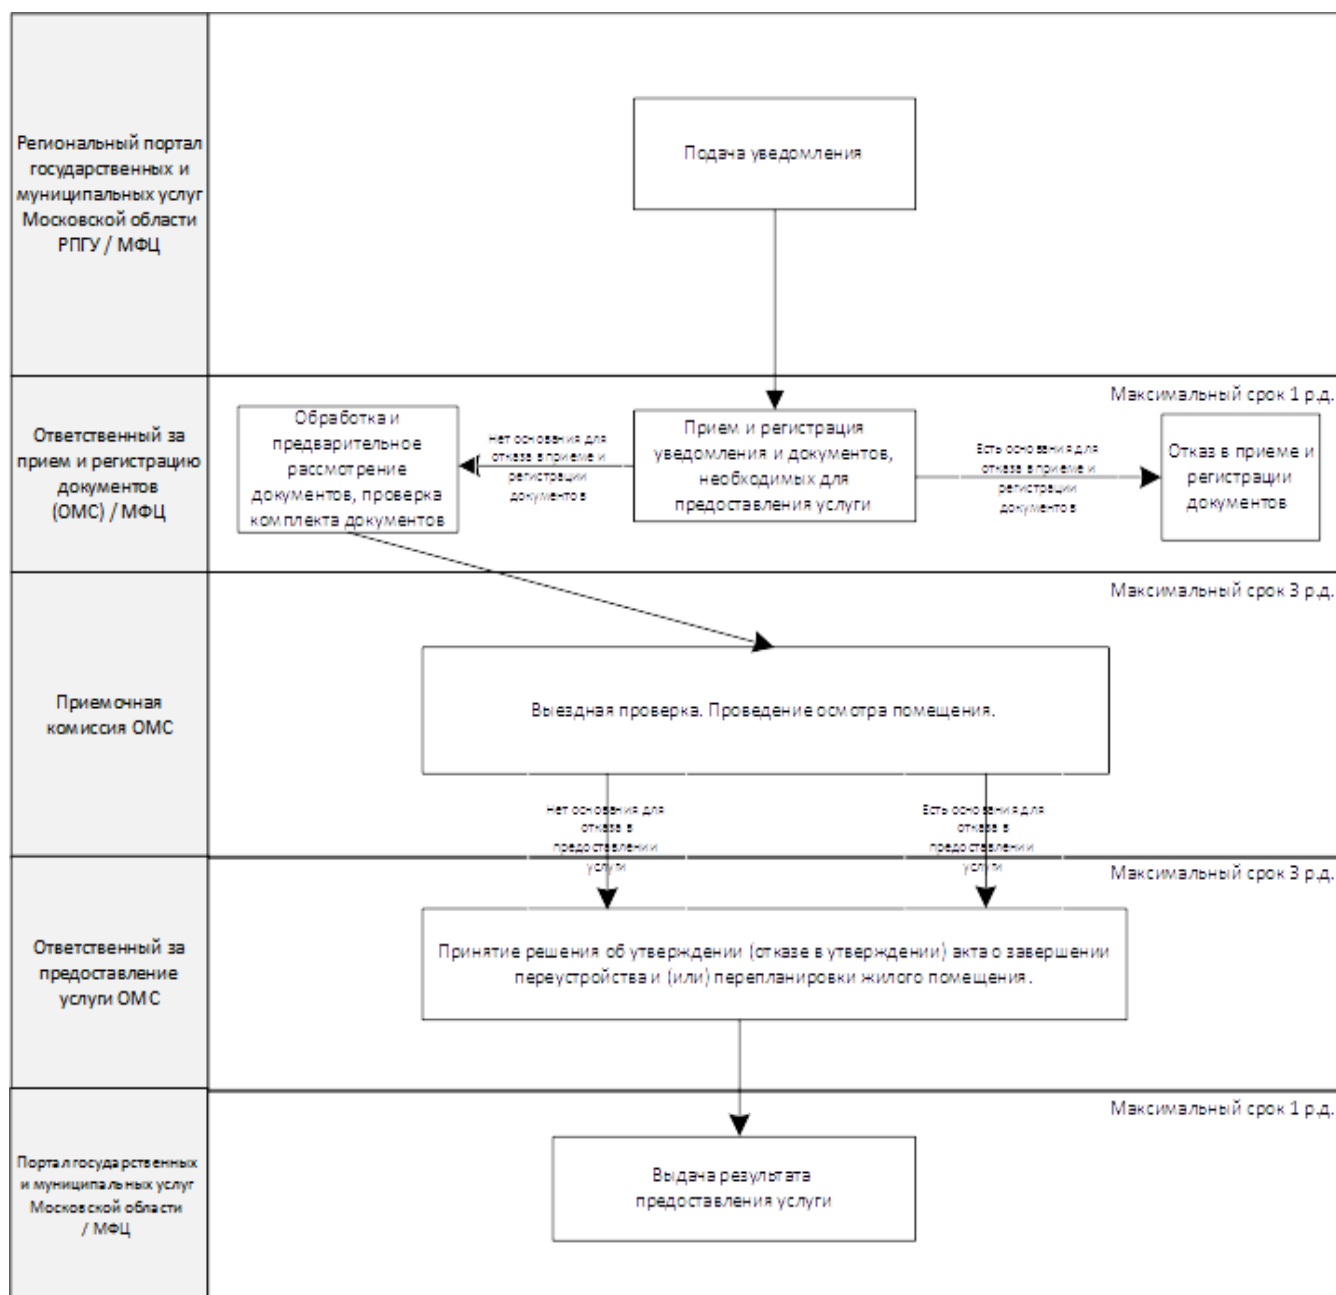 Региональный портал
государственных и
муниципальных услуг
Московской области
РПГУ / МФЦ
Подача уведомления
Ответственный за
прием и регистрацию
документов
(ОМС) / МФЦ
Максимальный срок 1 р.д.
Обработка и
предварительное
рассмотрение
документов, проверка
комплекта документов
Нет основания для
отказа в приеме и
регистрации
документов
Прием и регистрация
уведомления и документов,
необходимых для
предоставления услуги
Есть основания для
отказа в приеме и
регистрации
документов
Отказ в приеме и
регистрации
документов
Приемочная
комиссия ОМС
Максимальный срок 3 р.д.
Выездная проверка. Проведение осмотра помещения.
Нет основания для
отказа в
предоставлении
услуги
Есть основания для
отказа в
предоставлении
услуги
Ответственный за
предоставление
услуги ОМС
Максимальный срок 3 р.д.
Принятие решения об утверждении (отказе в утверждении) акта о завершении
переустройства и (или) перепланировки жилого помещения.
Портал государственных
и муниципальных услуг
Московской области
/ МФЦ
Максимальный срок 1 р.д.
Выдача результата
предоставления услуги